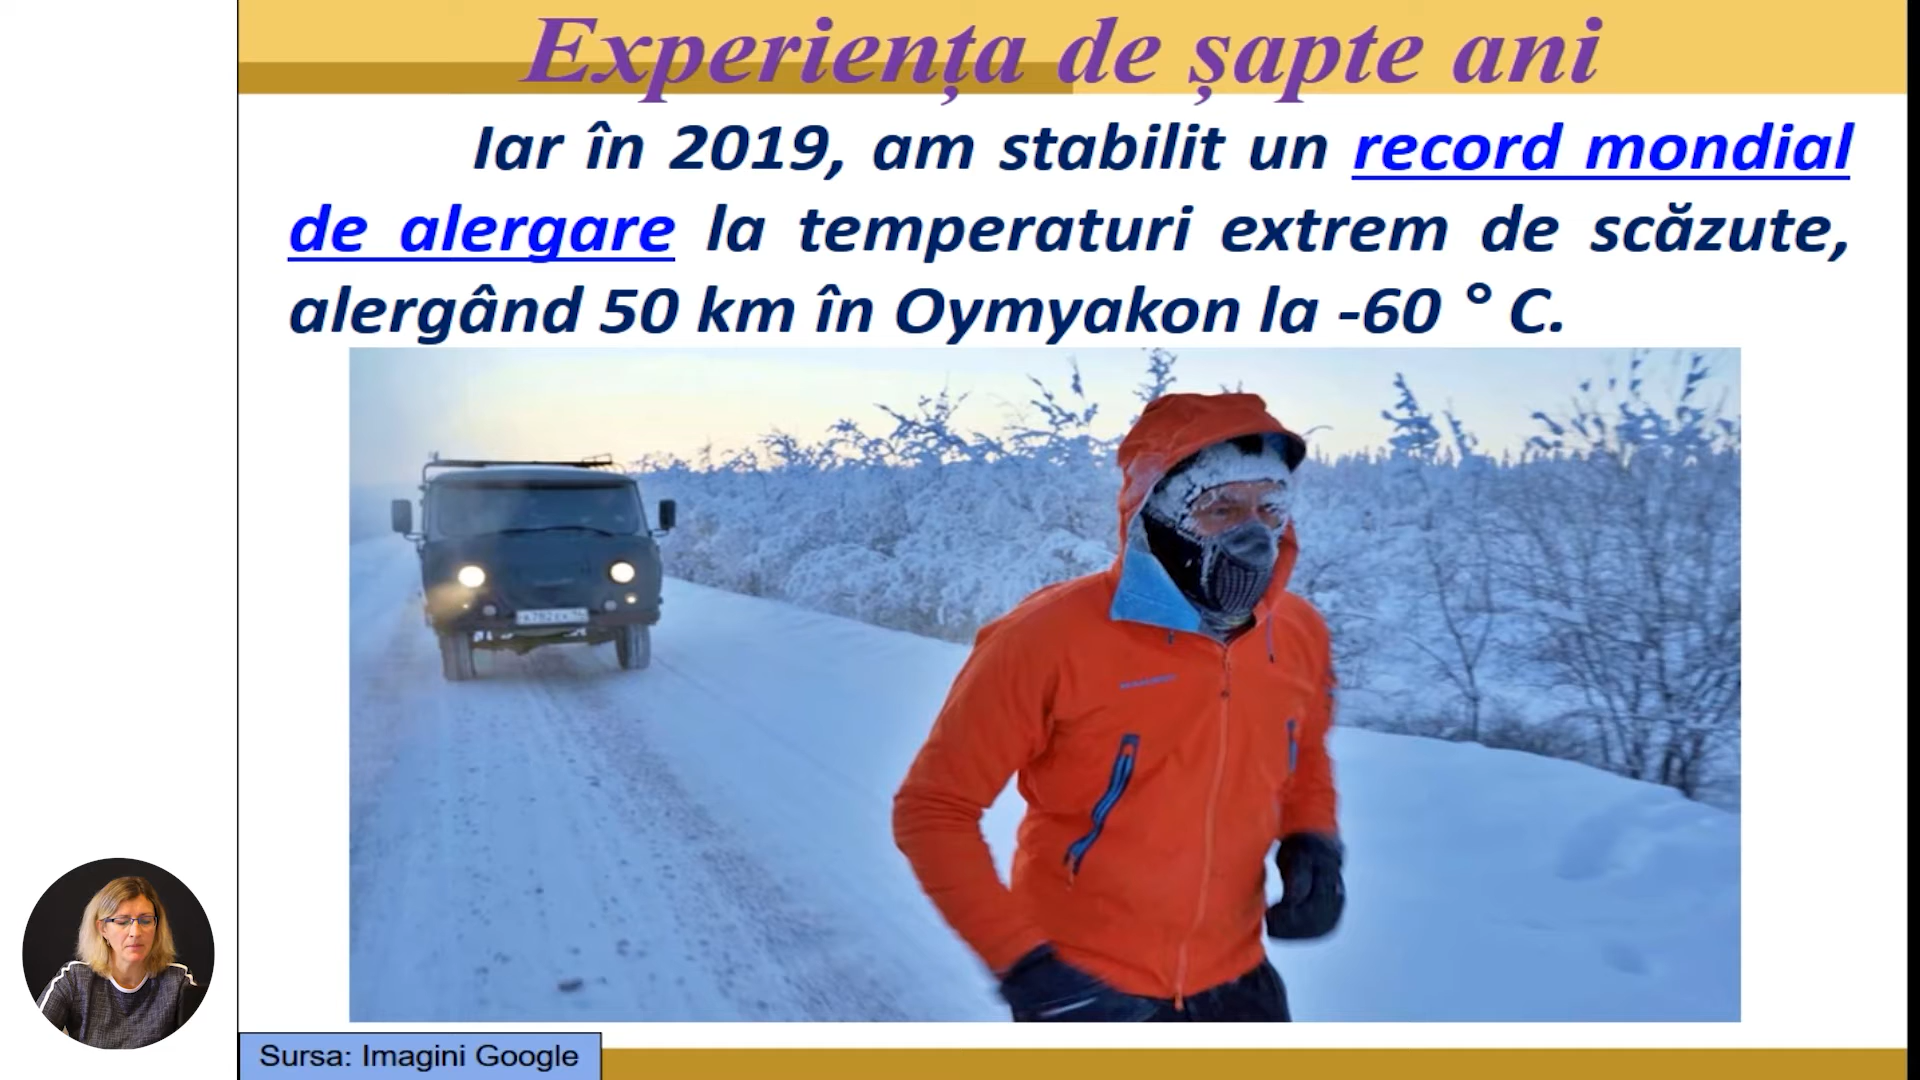 Experiența de șapte ani
Iar în 2019, am stabilit un record mondial
de alergare la temperaturi extrem de scăzute,
alergând 50 km în Oymyakon la -60 ° C.
Sursa: Imagini Google